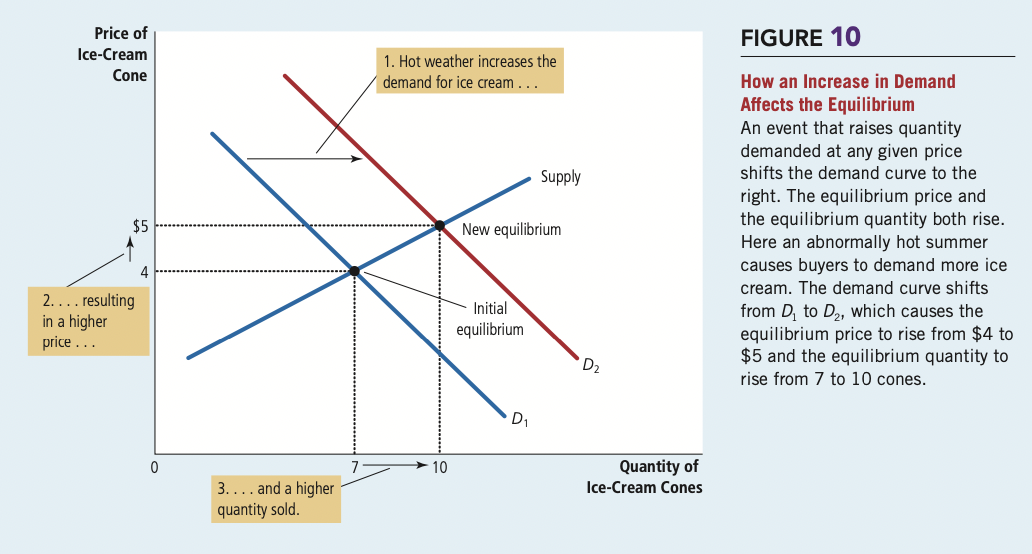 Price of
Ice-Cream
Cone
1. Hot weather increases the
demand for ice cream . . .
Supply
$5
New equilibrium
4
2. . . . resulting
in a higher
price . . .
Initial
equilibrium
D2
D1
0
7
10
Quantity of
Ice-Cream Cones
3. . . . and a higher
quantity sold.
FIGURE 10
How an Increase in Demand
Affects the Equilibrium
An event that raises quantity
demanded at any given price
shifts the demand curve to the
right. The equilibrium price and
the equilibrium quantity both rise.
Here an abnormally hot summer
causes buyers to demand more ice
cream. The demand curve shifts
from D1 to D2, which causes the
equilibrium price to rise from $4 to
$5 and the equilibrium quantity to
rise from 7 to 10 cones.